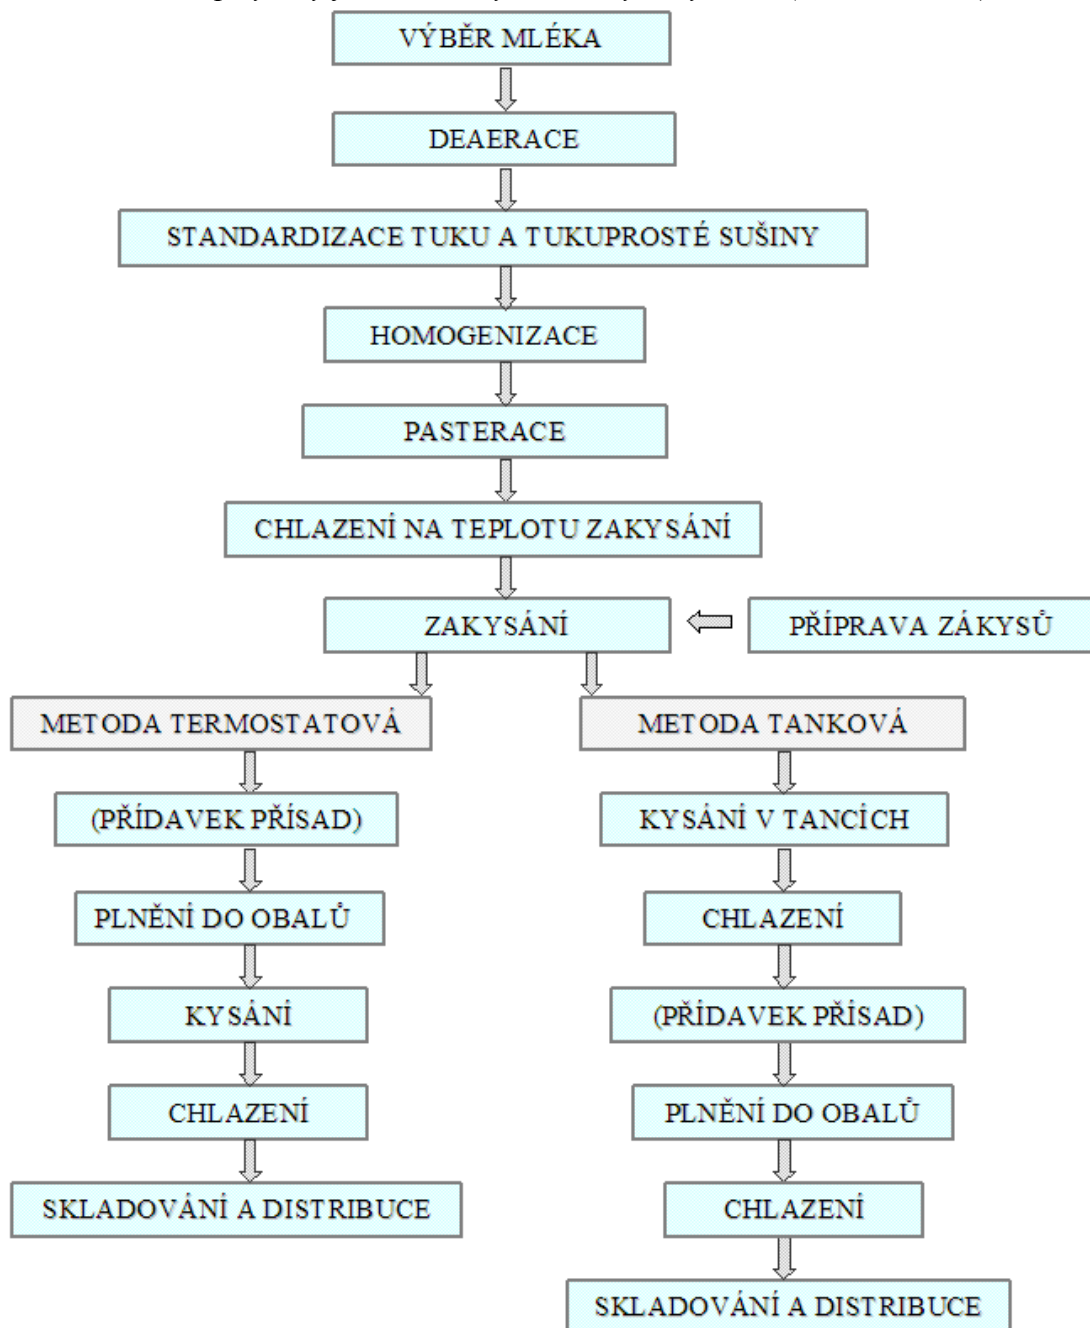 VÝBĚR MLÉKA
DEAERACE
STANDARDIZACE TUKU A TUKUPROSTÉ SUŠINY
HOMOGENIZACE
PASTERACE
CHLAZENÍ NA TEPLOTU ZAKYSÁNÍ
ZAKYSÁNÍ
PŘÍPRAVA ZÁKYSŮ
METODA TERMOSTATOVÁ
(PŘÍDAVEK PŘÍSAD)
PLNĚNÍ DO OBALŮ
KYSÁNÍ
CHLAZENÍ
SKLADOVÁNÍ A DISTRIBUCE
METODA TANKOVÁ
KYSÁNÍ V TANCÍCH
CHLAZENÍ
(PŘÍDAVEK PŘÍSAD)
PLNĚNÍ DO OBALŮ
CHLAZENÍ
SKLADOVÁNÍ A DISTRIBUCE